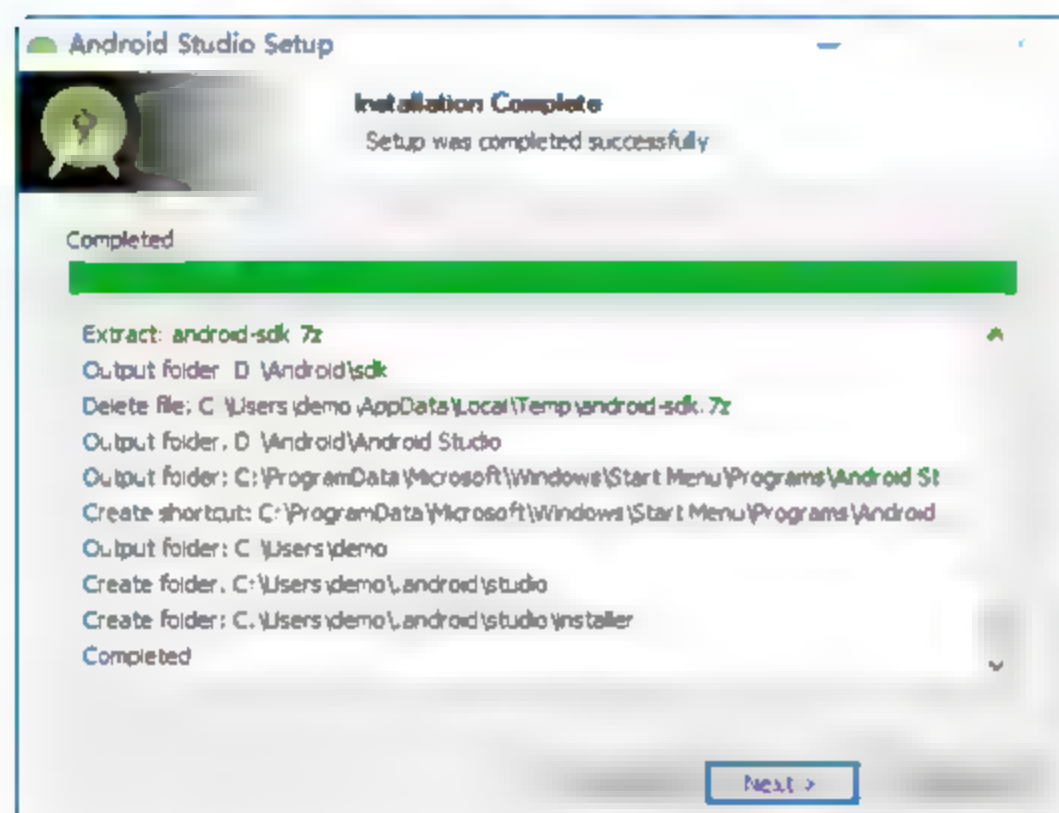 Android Studio Setup
Installation Complete
Setup was completed successfully
Completed
Extract: android-sdk.7z
Output folder: D:\Android\sdk
Delete file: C:\Users\demo\AppData\Local\Temp\android-sdk.7z
Output folder: D:\Android\Android Studio
Output folder: C:\ProgramData\Microsoft\Windows\Start Menu\Programs\Android St
Create shortcut: C:\ProgramData\Microsoft\Windows\Start Menu\Programs\Android
Output folder: C:\Users\demo
Create folder: C:\Users\demo\.android\studio
Create folder: C:\Users\demo\.android\studio\installer
Completed
Next >